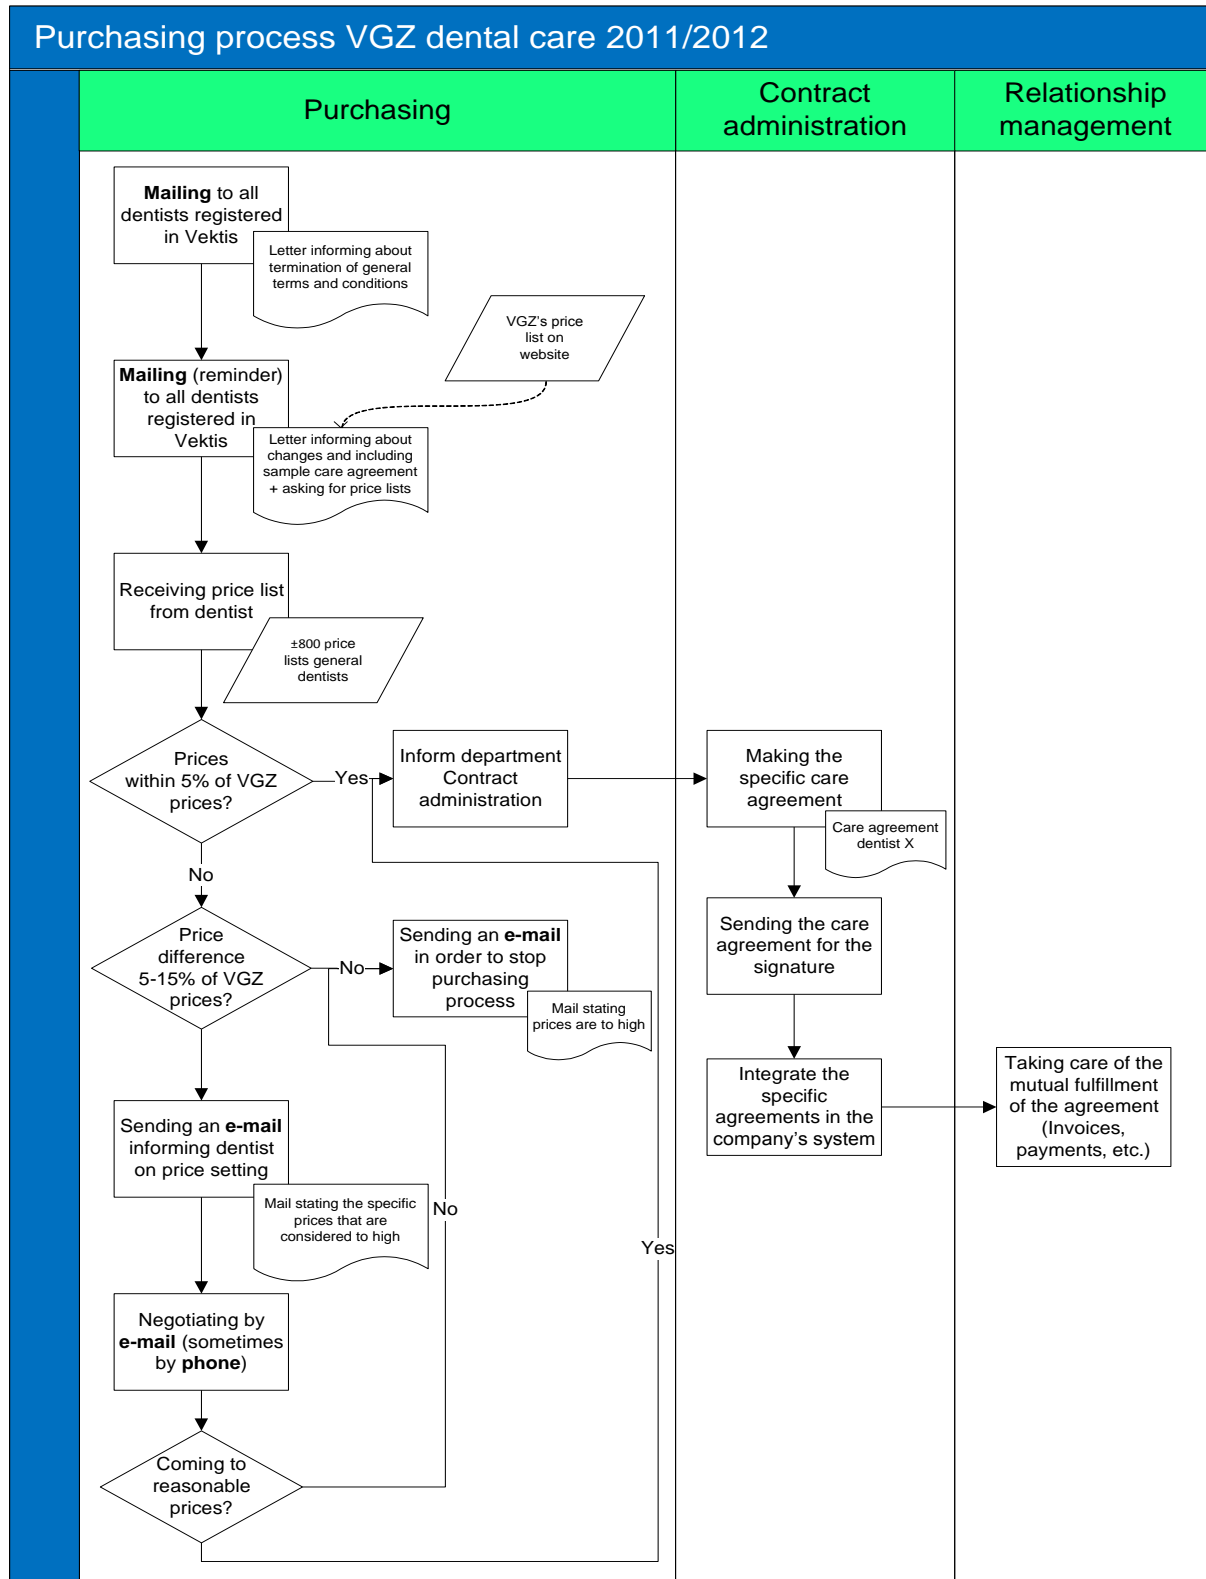 Purchasing process VGZ dental care 2011/2012
Purchasing
Contract
administration
Relationship
management
Mailing to all
dentists registered
in Vektis
Letter informing about
termination of general
terms and conditions
VGZ's price
list on
website
Mailing (reminder)
to all dentists
registered in
Vektis
Letter informing about
changes and including
sample care agreement
+ asking for price lists
Receiving price list
from dentist
±800 price
lists general
dentists
Prices
within 5% of VGZ
prices?
Yes
Inform department
Contract
administration
Making the
specific care
agreement
Care agreement
dentist X
No
Price
difference
5-15% of VGZ
prices?
No
Sending an e-mail
in order to stop
purchasing
process
Mail stating
prices are to high
Sending the care
agreement for the
signature
Integrate the
specific
agreements in the
company's system
Taking care of the
mutual fulfillment
of the agreement
(Invoices,
payments, etc.)
Sending an e-mail
informing dentist
on price setting
Mail stating the specific
prices that are
considered to high
No
Yes
Negotiating by
e-mail (sometimes
by phone)
Coming to
reasonable
prices?